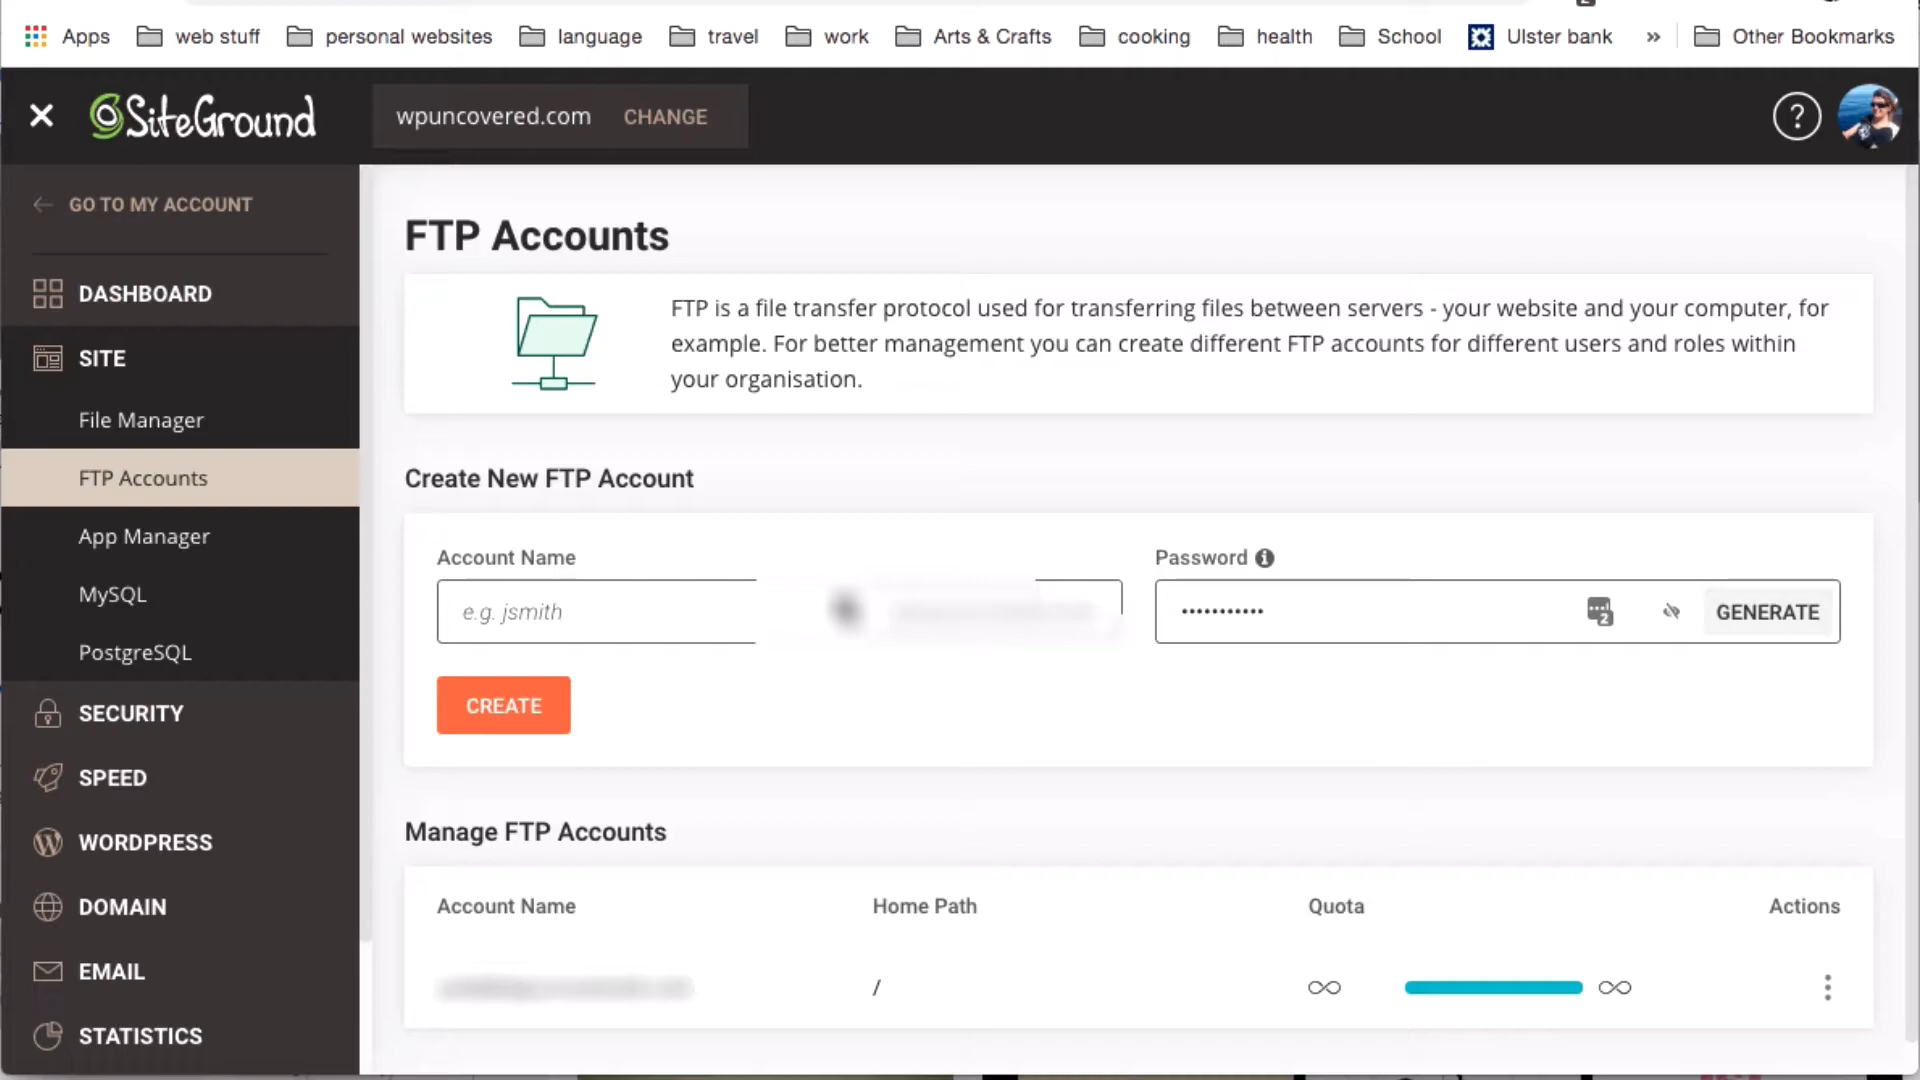 Apps web stuff personal websites language travel work Arts & Crafts cooking health School Ulster bank » Other Bookmarks
SiteGround wpuncovered.com CHANGE ?
← GO TO MY ACCOUNT
DASHBOARD
SITE
File Manager
FTP Accounts
App Manager
MySQL
PostgreSQL
SECURITY
SPEED
WORDPRESS
DOMAIN
EMAIL
STATISTICS
FTP Accounts
FTP is a file transfer protocol used for transferring files between servers - your website and your computer, for
example. For better management you can create different FTP accounts for different users and roles within
your organisation.
Create New FTP Account
Account Name Password
e.g. jsmith ••••••••••• 2 GENERATE
CREATE
Manage FTP Accounts
Account Name Home Path Quota Actions
/ ∞ ∞